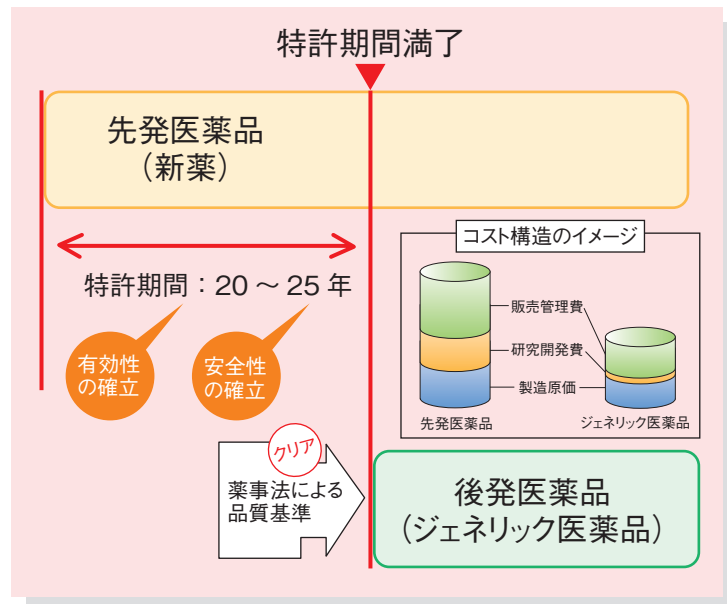 特許期間満了
先発医薬品
（新薬）
特許期間：20 ～ 25 年
有効性
の確立
安全性
の確立
コスト構造のイメージ
販売管理費
研究開発費
製造原価
先発医薬品
ジェネリック医薬品
クリア
薬事法による
品質基準
後発医薬品
（ジェネリック医薬品）